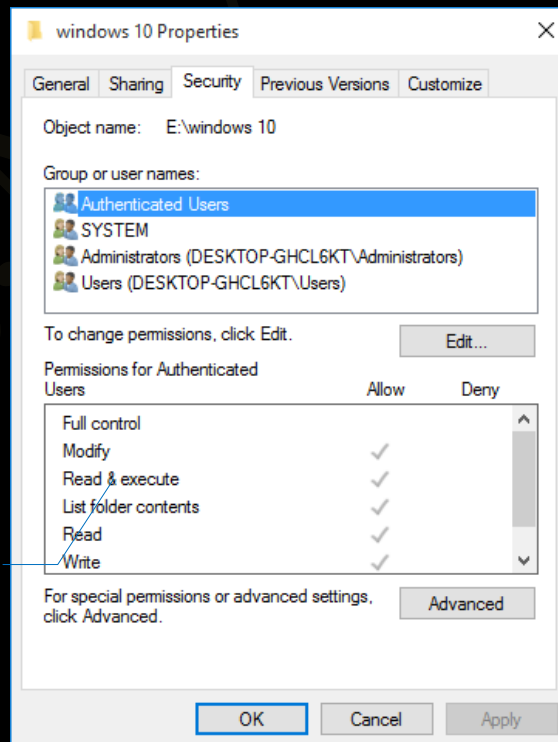 windows 10 Properties
General Sharing Security Previous Versions Customize
Object name: E:\windows 10
Group or user names:
Authenticated Users
SYSTEM
Administrators (DESKTOP-GHCL6KT\Administrators)
Users (DESKTOP-GHCL6KT\Users)
To change permissions, click Edit.
Edit...
Permissions for Authenticated
Users Allow Deny
Full control
Modify
Read & execute
List folder contents
Read
Write
For special permissions or advanced settings,
click Advanced.
Advanced
OK Cancel Apply